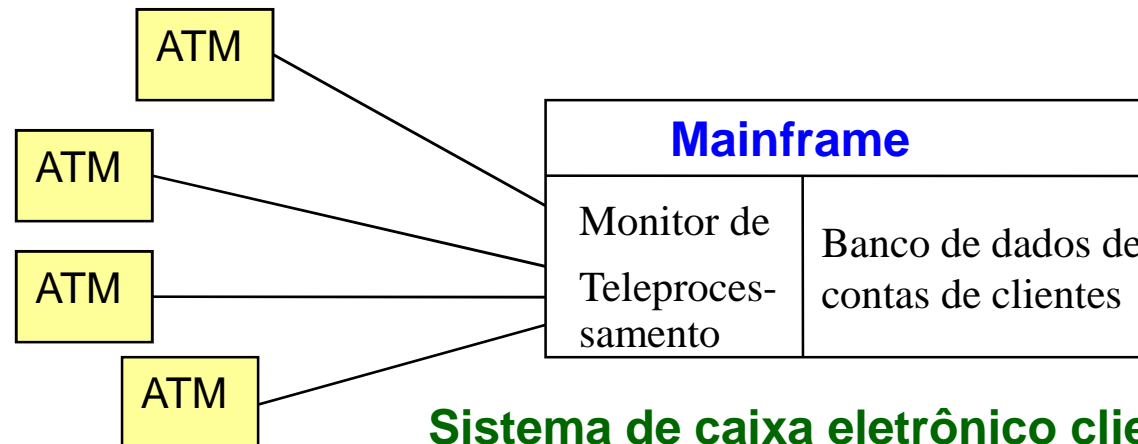 ATM
ATM
ATM
ATM
Mainframe
Monitor de
Teleproces-
samento
Banco de dados de
contas de clientes
Sistema de caixa eletrônico